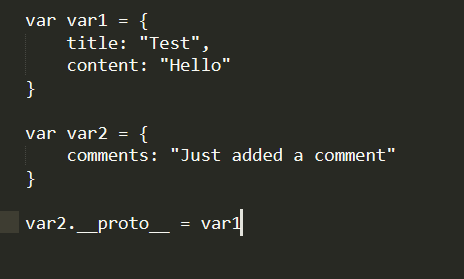 var var1 = {
    title: "Test",
    content: "Hello"
}
var var2 = {
    comments: "Just added a comment"
}
var2.__proto__ = var1